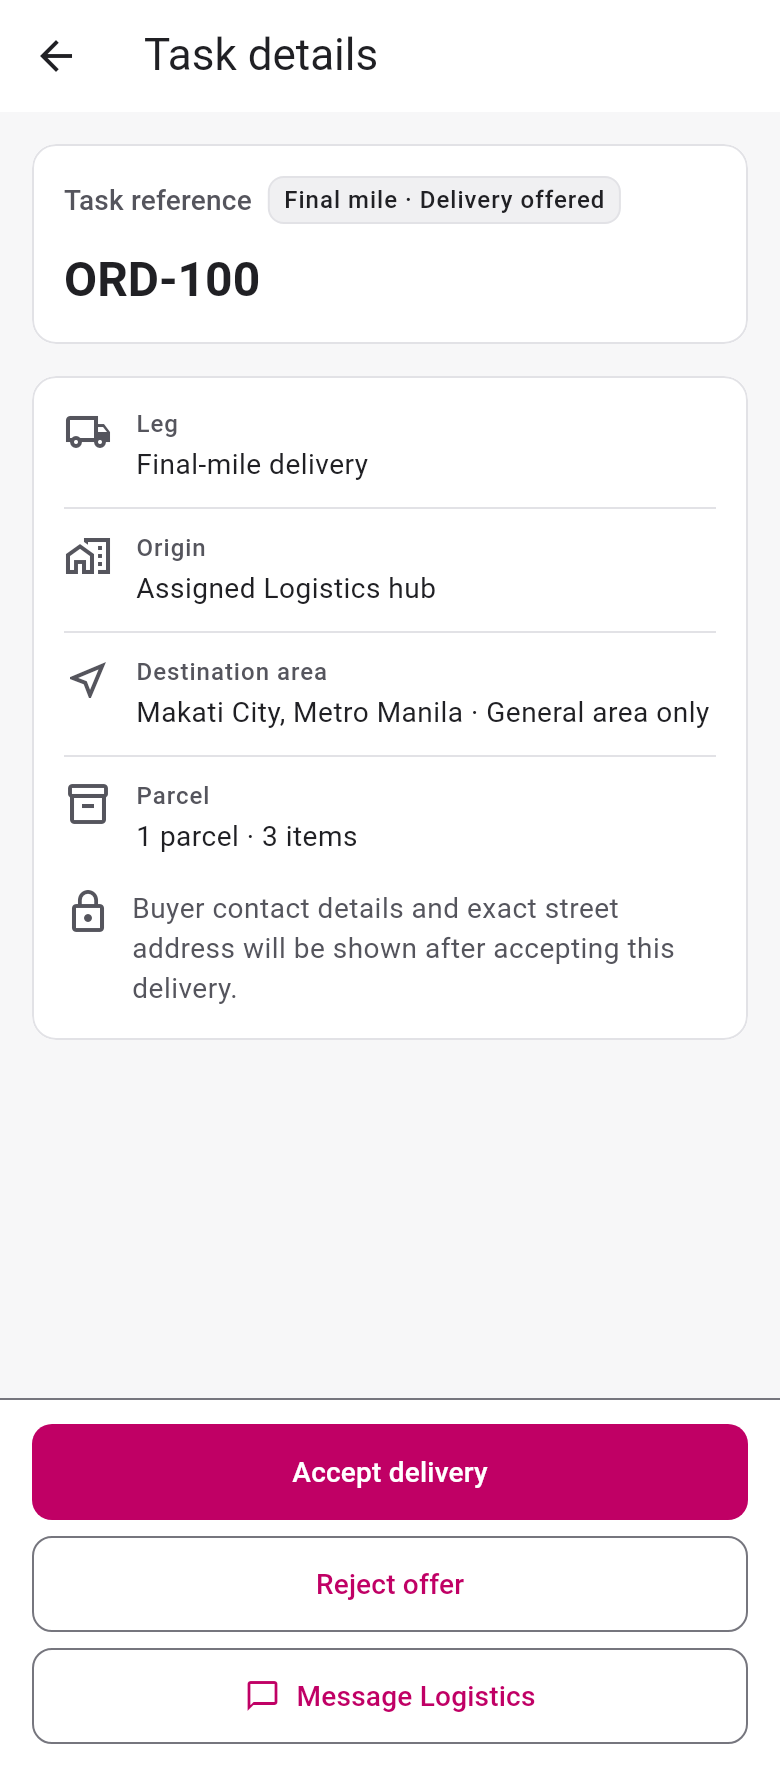 Task details
Task reference
Final mile · Delivery offered
ORD-100
Leg
Final-mile delivery
Origin
Assigned Logistics hub
Destination area
Makati City, Metro Manila · General area only
Parcel
1 parcel · 3 items
Buyer contact details and exact street
address will be shown after accepting this
delivery.
Accept delivery
Reject offer
Message Logistics